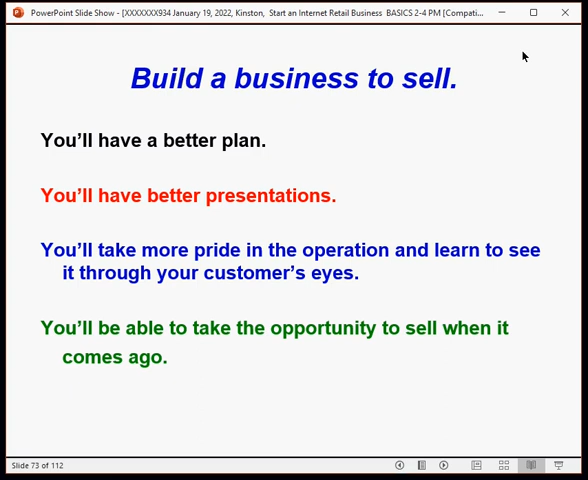 PowerPoint Slide Show - [XXXXXXX934 January 19, 2022, Kinston, Start an Internet Retail Business BASICS 2-4 PM [Compati...
Build a business to sell.
You'll have a better plan.
You'll have better presentations.
You'll take more pride in the operation and learn to see
it through your customer's eyes.
You'll be able to take the opportunity to sell when it
comes ago.
Slide 73 of 112